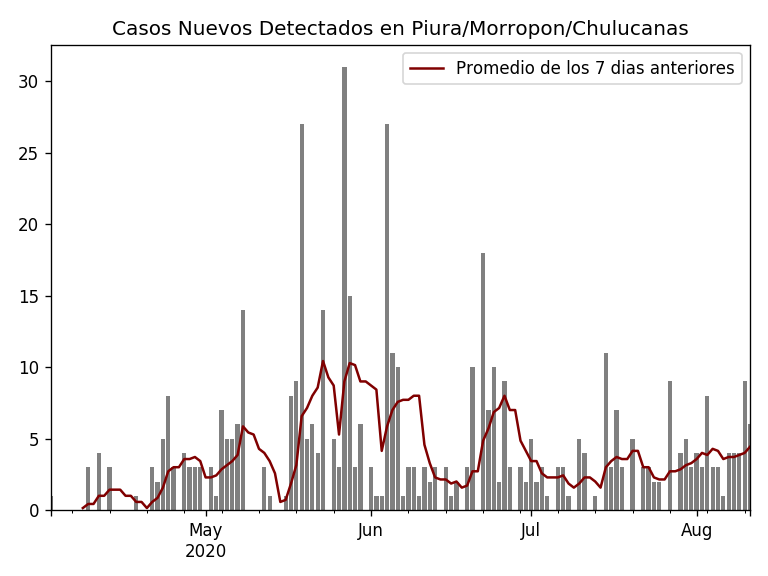 Casos Nuevos Detectados en Piura/Morropon/Chulucanas
Promedio de los 7 dias anteriores
30
25
20
15
10
5
0
May
2020
Jun
Jul
Aug